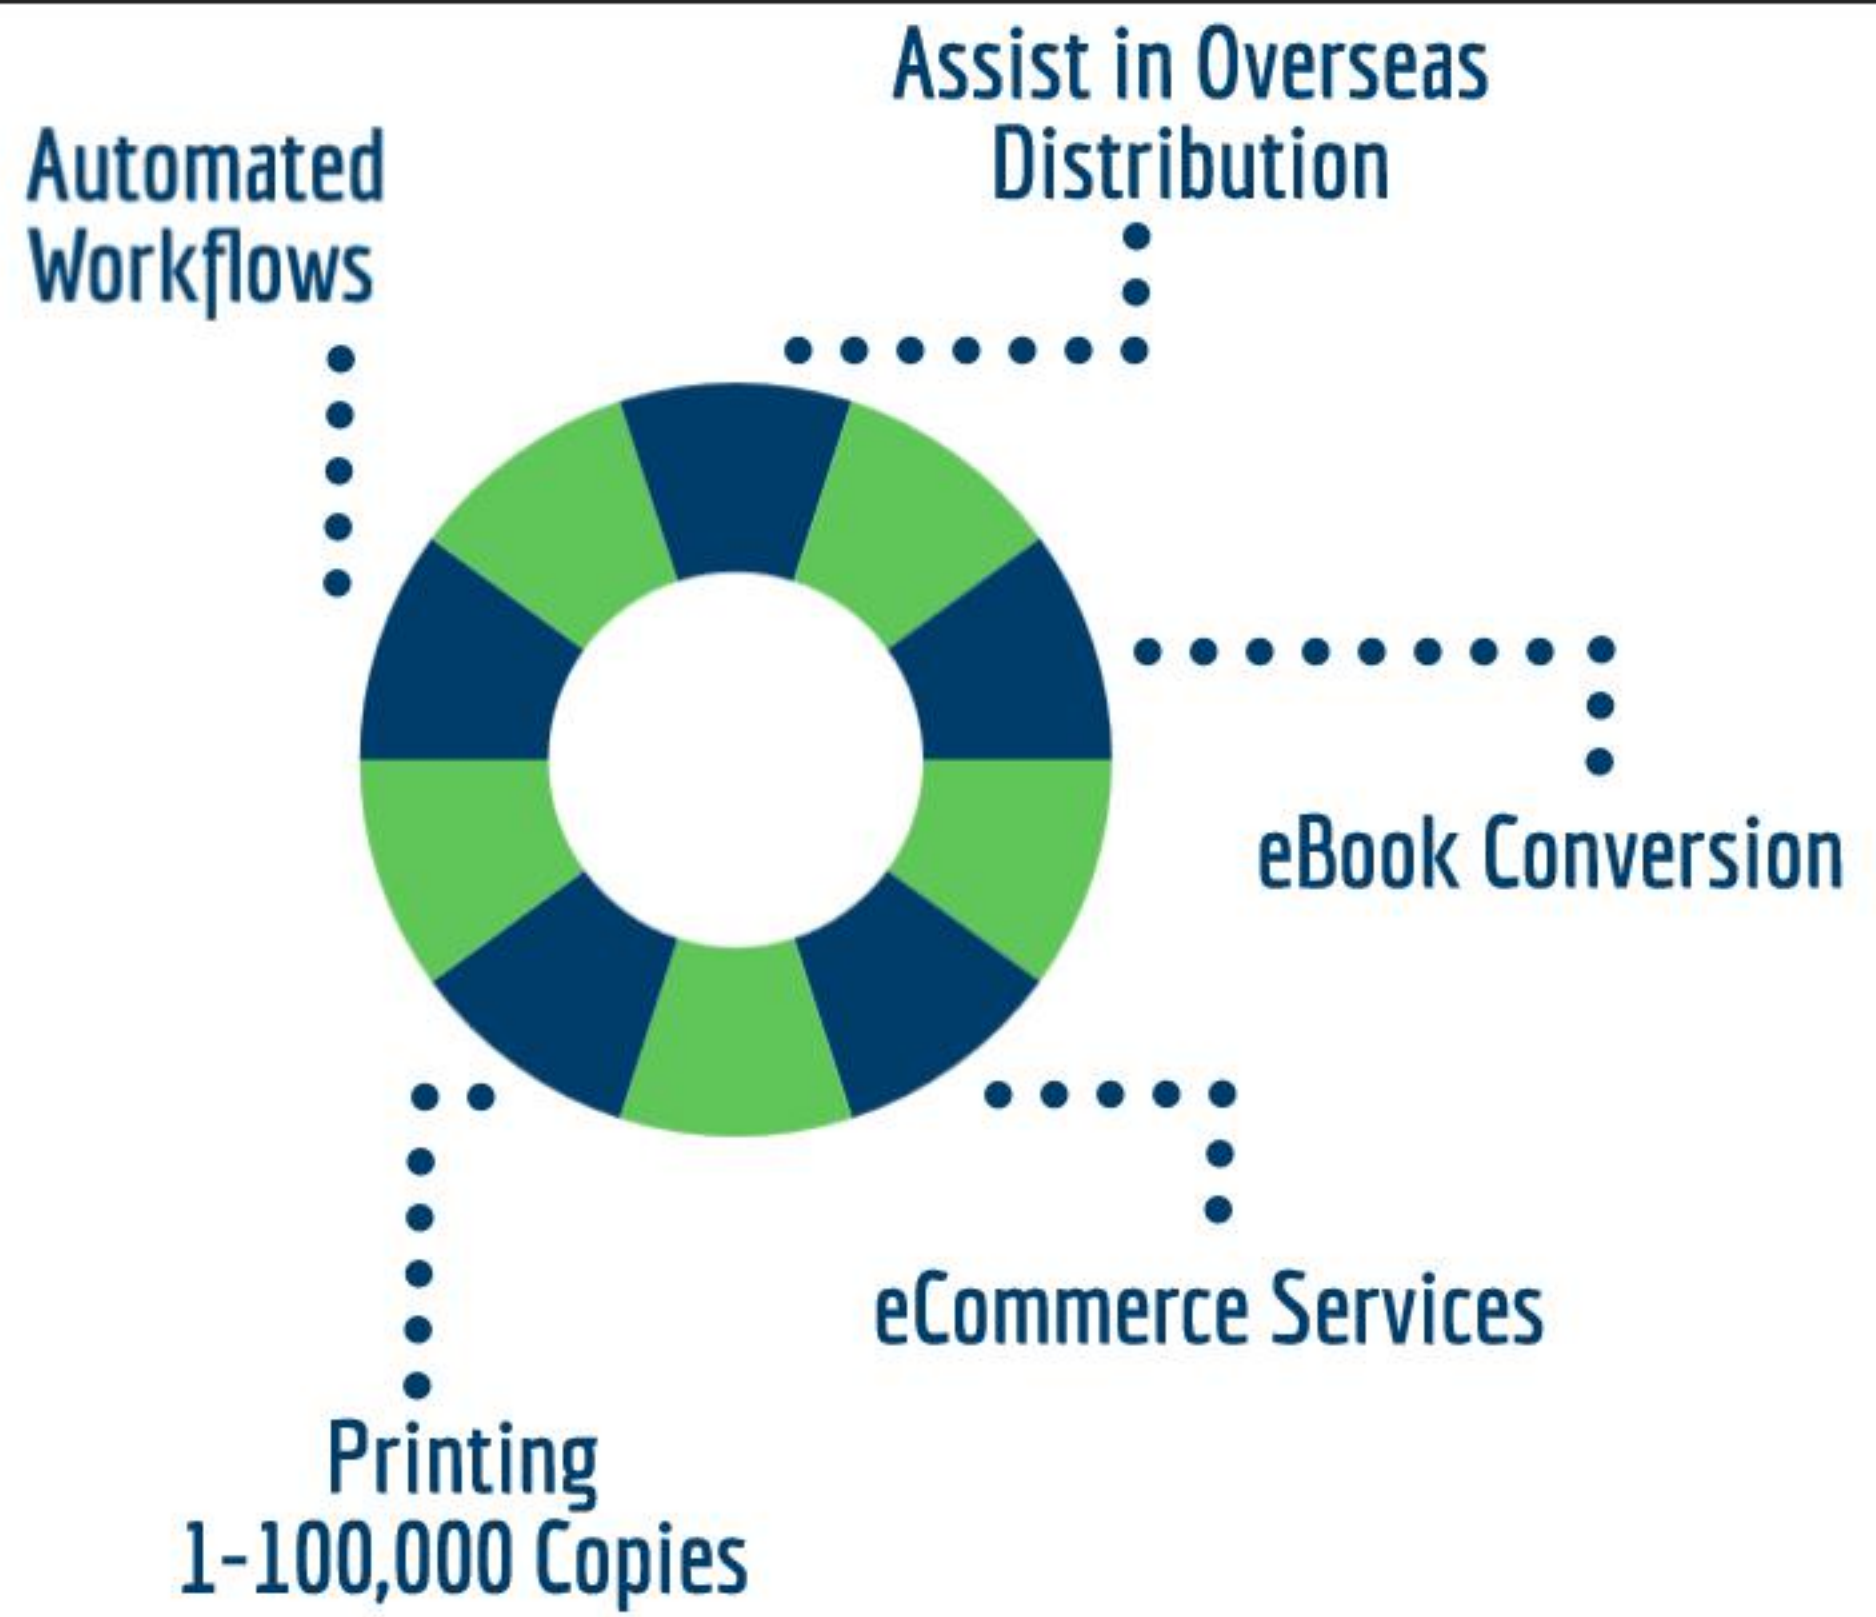 Assist in Overseas
Distribution
Automated
Workflows
eBook Conversion
eCommerce Services
Printing
1-100,000 Copies